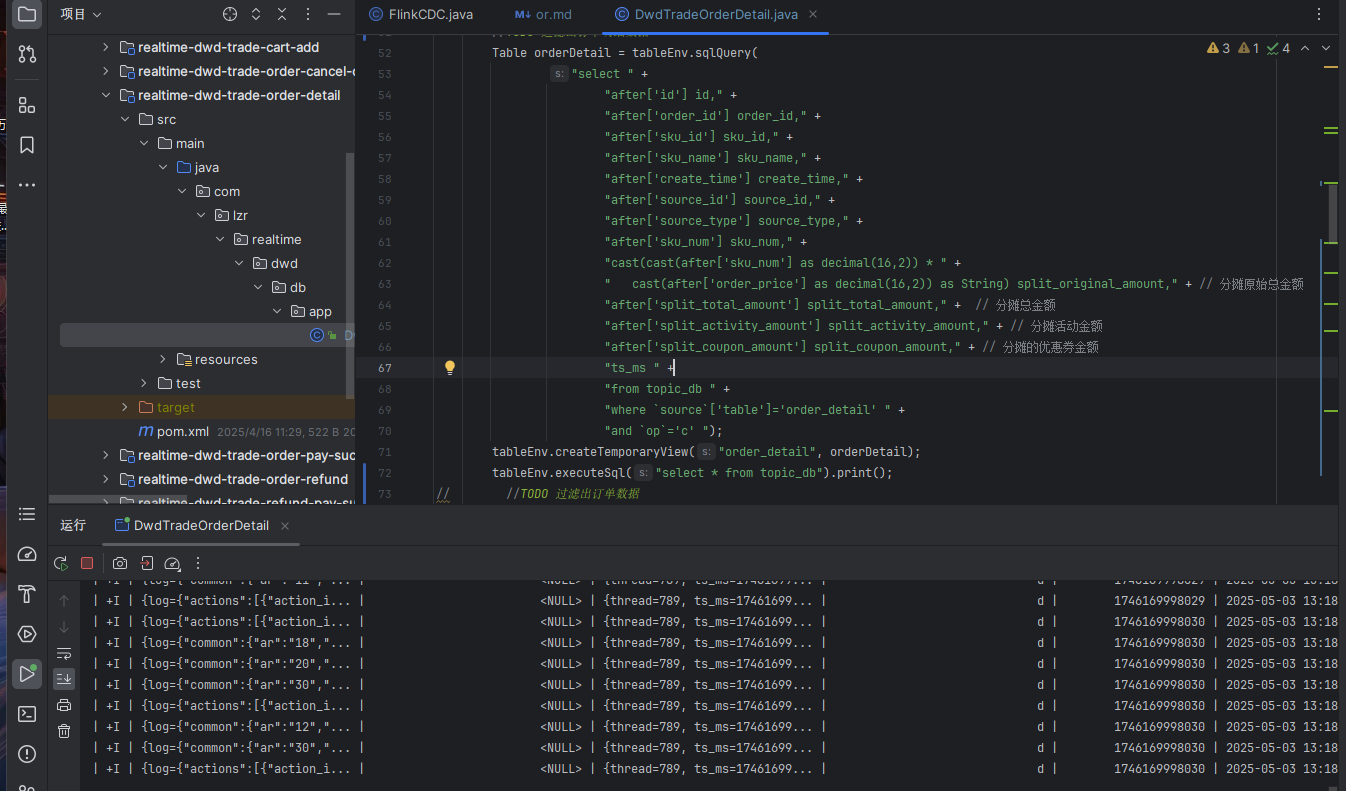 项目
FlinkCDC.java
M↓ or.md
DwdTradeOrderDetail.java
realtime-dwd-trade-cart-add
realtime-dwd-trade-order-cancel-c
realtime-dwd-trade-order-detail
src
main
java
com
lzr
realtime
dwd
db
app
resources
test
target
pom.xml 2025/4/16 11:29, 522 B 20
realtime-dwd-trade-order-pay-suc
realtime-dwd-trade-order-refund
realtime-dwd-trade-refund-pay-su
3 1 4
52 Table orderDetail = tableEnv.sqlQuery(
53 s: "select " +
54 "after['id'] id," +
55 "after['order_id'] order_id," +
56 "after['sku_id'] sku_id," +
57 "after['sku_name'] sku_name," +
58 "after['create_time'] create_time," +
59 "after['source_id'] source_id," +
60 "after['source_type'] source_type," +
61 "after['sku_num'] sku_num," +
62 "cast(cast(after['sku_num'] as decimal(16,2)) * " +
63 "   cast(after['order_price'] as decimal(16,2)) as String) split_original_amount," + // 分摊原始总金额
64 "after['split_total_amount'] split_total_amount," +  // 分摊总金额
65 "after['split_activity_amount'] split_activity_amount," + // 分摊活动金额
66 "after['split_coupon_amount'] split_coupon_amount," + // 分摊的优惠券金额
67 "ts_ms " +
68 "from topic_db " +
69 "where `source`['table']='order_detail' " +
70 "and `op`='c' ");
71 tableEnv.createTemporaryView( s: "order_detail", orderDetail);
72 tableEnv.executeSql( s: "select * from topic_db").print();
73 // //TODO 过滤出订单数据
运行
DwdTradeOrderDetail
| +I | {log={"common":{"ar":"11","... | <NULL> | {thread=789, ts_ms=17461699... | d | 1746169998029 | 2025-05-03 13:18
| +I | {log={"actions":[{"action_i... | <NULL> | {thread=789, ts_ms=17461699... | d | 1746169998029 | 2025-05-03 13:18
| +I | {log={"actions":[{"action_i... | <NULL> | {thread=789, ts_ms=17461699... | d | 1746169998029 | 2025-05-03 13:18
| +I | {log={"common":{"ar":"18","... | <NULL> | {thread=789, ts_ms=17461699... | d | 1746169998030 | 2025-05-03 13:18
| +I | {log={"common":{"ar":"20","... | <NULL> | {thread=789, ts_ms=17461699... | d | 1746169998030 | 2025-05-03 13:18
| +I | {log={"common":{"ar":"30","... | <NULL> | {thread=789, ts_ms=17461699... | d | 1746169998030 | 2025-05-03 13:18
| +I | {log={"actions":[{"action_i... | <NULL> | {thread=789, ts_ms=17461699... | d | 1746169998030 | 2025-05-03 13:18
| +I | {log={"common":{"ar":"12","... | <NULL> | {thread=789, ts_ms=17461699... | d | 1746169998030 | 2025-05-03 13:18
| +I | {log={"common":{"ar":"30","... | <NULL> | {thread=789, ts_ms=17461699... | d | 1746169998030 | 2025-05-03 13:18
| +I | {log={"actions":[{"action_i... | <NULL> | {thread=789, ts_ms=17461699... | d | 1746169998030 | 2025-05-03 13:18